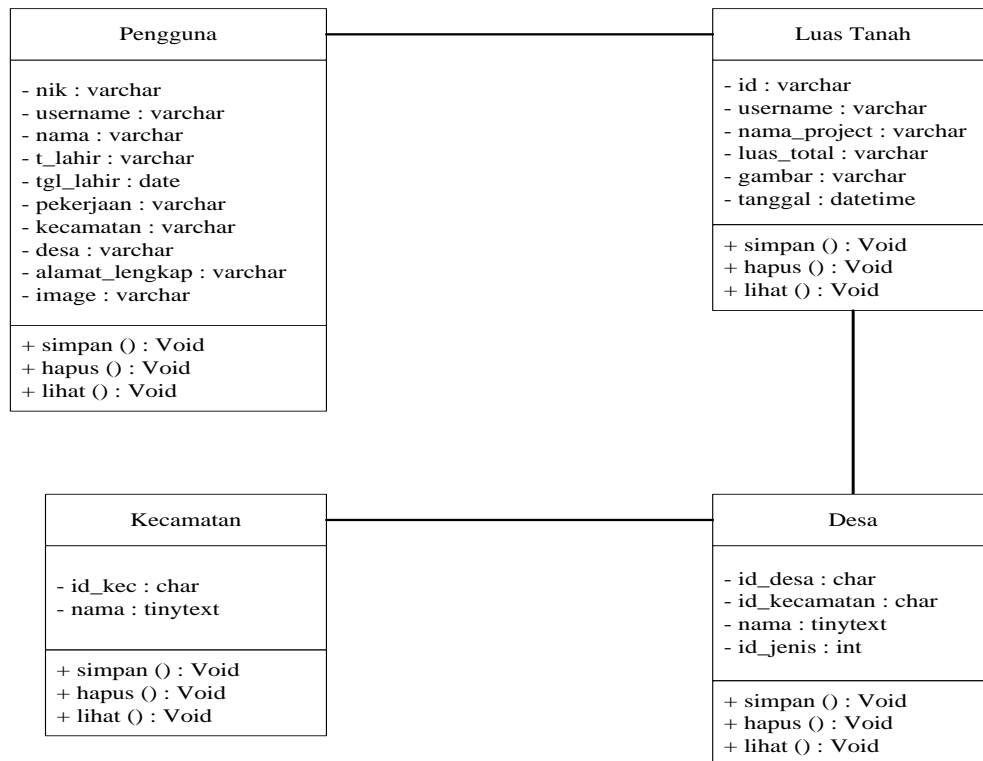 Pengguna
- nik : varchar
- username : varchar
- nama : varchar
- t_lahir : varchar
- tgl_lahir : date
- pekerjaan : varchar
- kecamatan : varchar
- desa : varchar
- alamat_lengkap : varchar
- image : varchar
+ simpan () : Void
+ hapus () : Void
+ lihat () : Void
Luas Tanah
- id : varchar
- username : varchar
- nama_project : varchar
- luas_total : varchar
- gambar : varchar
- tanggal : datetime
+ simpan () : Void
+ hapus () : Void
+ lihat () : Void
Kecamatan
- id_kec : char
- nama : tinytext
+ simpan () : Void
+ hapus () : Void
+ lihat () : Void
Desa
- id_desa : char
- id_kecamatan : char
- nama : tinytext
- id_jenis : int
+ simpan () : Void
+ hapus () : Void
+ lihat () : Void